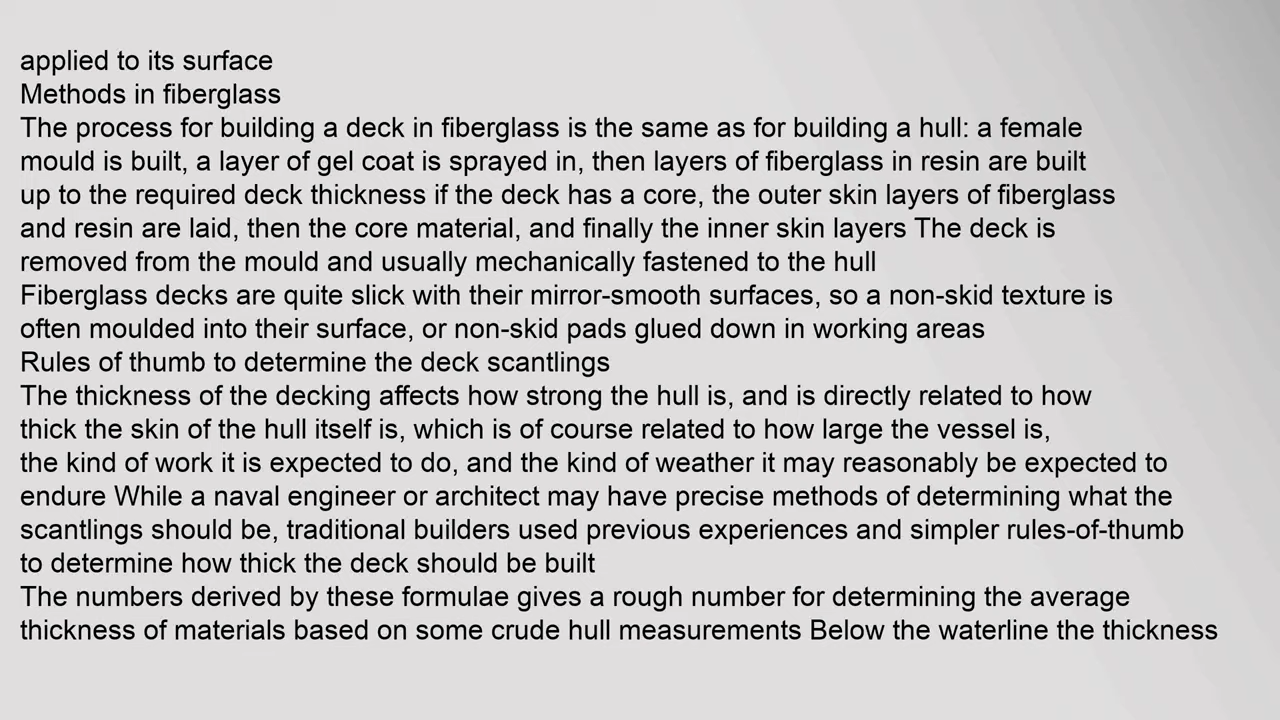 applied to its surface
Methods in fiberglass
The process for building a deck in fiberglass is the same as for building a hull: a female
mould is built, a layer of gel coat is sprayed in, then layers of fiberglass in resin are built
up to the required deck thickness if the deck has a core, the outer skin layers of fiberglass
and resin are laid, then the core material, and finally the inner skin layers The deck is
removed from the mould and usually mechanically fastened to the hull
Fiberglass decks are quite slick with their mirror-smooth surfaces, so a non-skid texture is
often moulded into their surface, or non-skid pads glued down in working areas
Rules of thumb to determine the deck scantlings
The thickness of the decking affects how strong the hull is, and is directly related to how
thick the skin of the hull itself is, which is of course related to how large the vessel is,
the kind of work it is expected to do, and the kind of weather it may reasonably be expected to
endure While a naval engineer or architect may have precise methods of determining what the
scantlings should be, traditional builders used previous experiences and simpler rules-of-thumb
to determine how thick the deck should be built
The numbers derived by these formulae gives a rough number for determining the average
thickness of materials based on some crude hull measurements Below the waterline the thickness